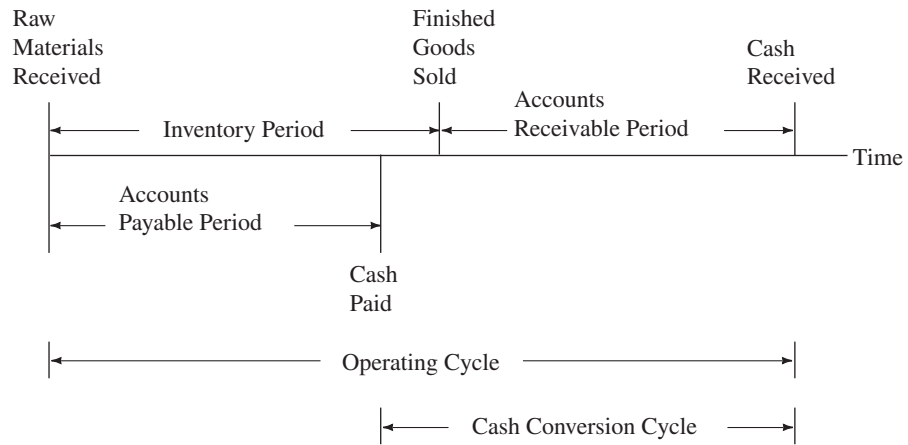 Raw
Materials
Received
Finished
Goods
Sold
Cash
Received
Inventory Period
Accounts
Receivable Period
Time
Accounts
Payable Period
Cash
Paid
Operating Cycle
Cash Conversion Cycle